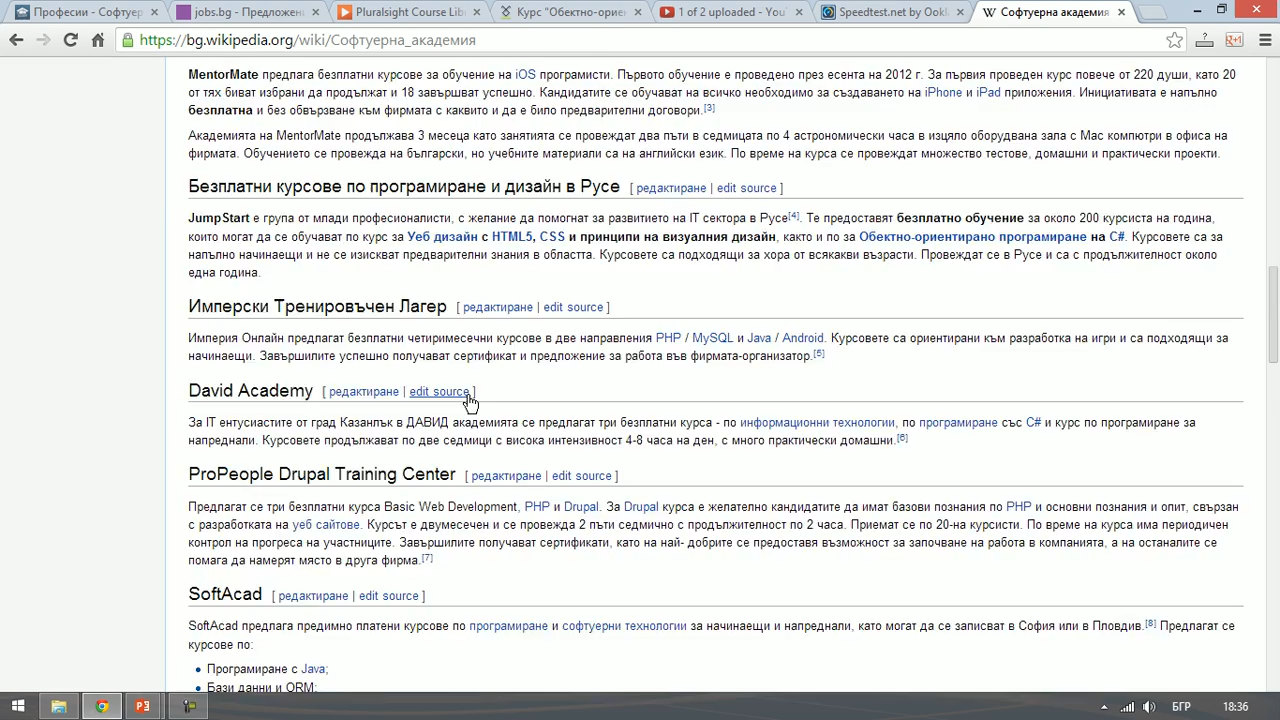 Професии - Софтуер
jobs.bg - Предложен
Pluralsight Course Lib
Курс "Обектно-ориен
1 of 2 uploaded - You
Speedtest.net by Ookl
Софтуерна академия
https://bg.wikipedia.org/wiki/Софтуерна_академия
MentorMate предлага безплатни курсове за обучение на iOS програмисти. Първото обучение е проведено през есента на 2012 г. За първия проведен курс повече от 220 души, като 20
от тях биват избрани да продължат и 18 завършват успешно. Кандидатите се обучават на всичко необходимо за създаването на iPhone и iPad приложения. Инициативата е напълно
безплатна и без обвързване към фирмата с каквито и да е било предварителни договори.[3]
Академията на MentorMate продължава 3 месеца като занятията се провеждат два пъти в седмицата по 4 астрономически часа в изцяло оборудвана зала с Mac компютри в офиса на
фирмата. Обучението се провежда на български, но учебните материали са на английски език. По време на курса се провеждат множество тестове, домашни и практически проекти.
Безплатни курсове по програмиране и дизайн в Русе [ редактиране | edit source ]
JumpStart е група от млади професионалисти, с желание да помогнат за развитието на IT сектора в Русе[4]. Те предоставят безплатно обучение за около 200 курсиста на година,
които могат да се обучават по курс за Уеб дизайн с HTML5, CSS и принципи на визуалния дизайн, както и по за Обектно-ориентирано програмиране на C#. Курсовете са за
напълно начинаещи и не се изискват предварителни знания в областта. Курсовете са подходящи за хора от всякакви възрасти. Провеждат се в Русе и са с продължителност около
една година.
Имперски Тренировъчен Лагер [ редактиране | edit source ]
Империя Онлайн предлагат безплатни четиримесечни курсове в две направления PHP / MySQL и Java / Android. Курсовете са ориентирани към разработка на игри и са подходящи за
начинаещи. Завършилите успешно получават сертификат и предложение за работа във фирмата-организатор.[5]
David Academy [ редактиране | edit source ]
За IT ентусиастите от град Казанлък в ДАВИД академията се предлагат три безплатни курса - по информационни технологии, по програмиране със C# и курс по програмиране за
напреднали. Курсовете продължават по две седмици с висока интензивност 4-8 часа на ден, с много практически домашни.[6]
ProPeople Drupal Training Center [ редактиране | edit source ]
Предлагат се три безплатни курса Basic Web Development, PHP и Drupal. За Drupal курса е желателно кандидатите да имат базови познания по PHP и основни познания и опит, свързан
с разработката на уеб сайтове. Курсът е двумесечен и се провежда 2 пъти седмично с продължителност по 2 часа. Приемат се по 20-на курсисти. По време на курса има периодичен
контрол на прогреса на участниците. Завършилите получават сертификати, като на най- добрите се предоставя възможност за започване на работа в компанията, а на останалите се
помага да намерят място в друга фирма.[7]
SoftAcad [ редактиране | edit source ]
SoftAcad предлага предимно платени курсове по програмиране и софтуерни технологии за начинаещи и напреднали, като могат да се записват в София или в Пловдив.[8] Предлагат се
курсове по:
Програмиране с Java;
Бази данни и ORM;
БГР
18:36